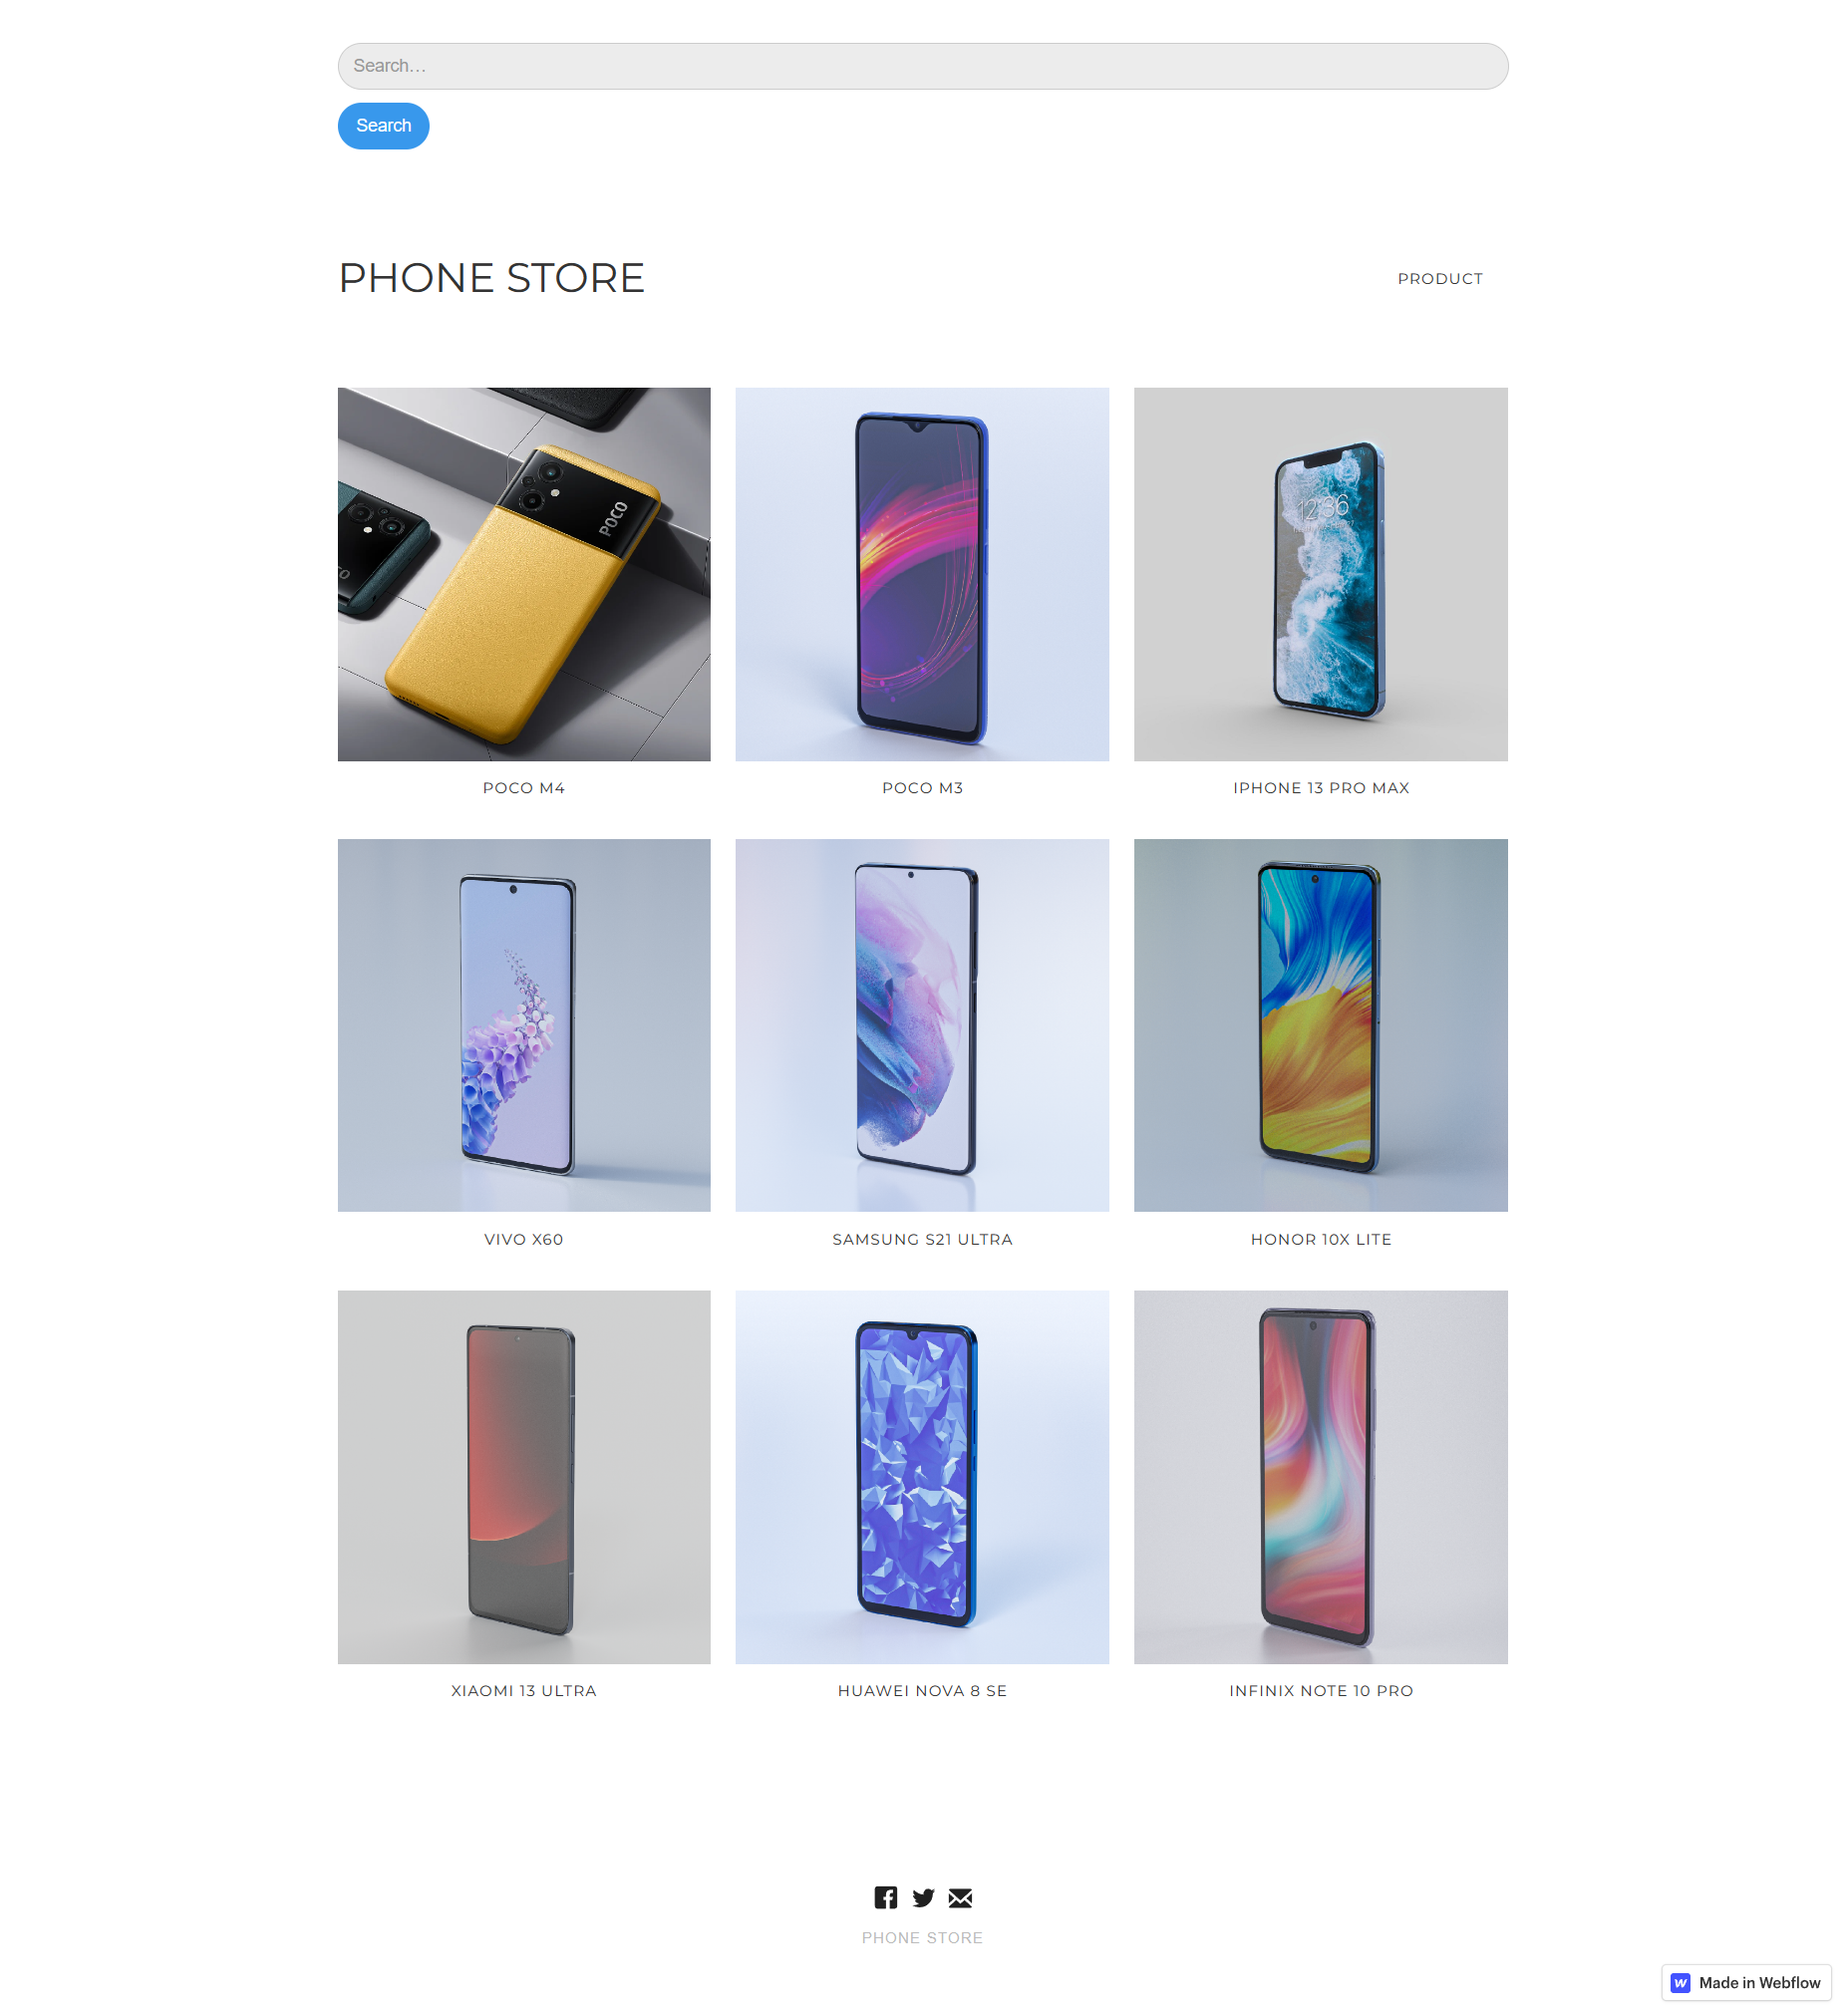 Search...
Search
PHONE STORE
PRODUCT
POCO
12:36
POCO M4
POCO M3
IPHONE 13 PRO MAX
VIVO X60
SAMSUNG S21 ULTRA
HONOR 10X LITE
XIAOMI 13 ULTRA
HUAWEI NOVA 8 SE
INFINIX NOTE 10 PRO
PHONE STORE
Made in Webflow